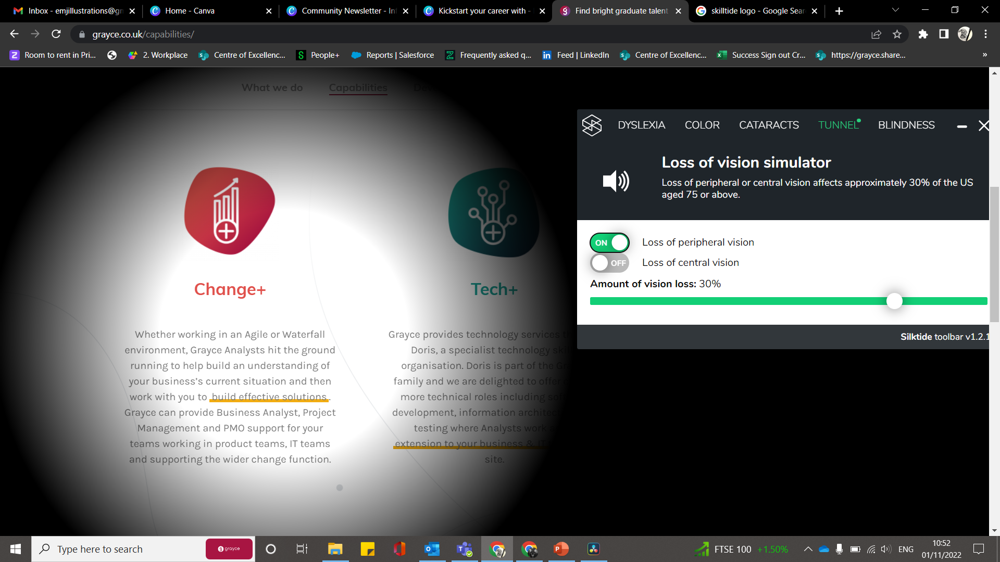 Inbox - emjillustrations@gm
Home - Canva
Community Newsletter - Inf
Kickstart your career with -
Find bright graduate talent
skilltide logo - Google Sear
grayce.co.uk/capabilities/
Room to rent in Pri...
2. Workplace
Centre of Excellenc...
People+
Reports | Salesforce
Frequently asked q...
Feed | LinkedIn
Centre of Excellenc...
Success Sign out Cr...
https://grayce.share...
»
What we do
Capabilities
DYSLEXIA
COLOR
CATARACTS
TUNNEL
BLINDNESS
Loss of vision simulator
Loss of peripheral or central vision affects approximately 30% of the US
aged 75 or above.
ON
Loss of peripheral vision
OFF
Loss of central vision
Amount of vision loss: 30%
Silktide toolbar v1.2.1
Change+
Whether working in an Agile or Waterfall
environment, Grayce Analysts hit the ground
running to help build an understanding of
your business's current situation and then
work with you to build effective solutions.
Grayce can provide Business Analyst, Project
Management and PMO support for your
teams working in product teams, IT teams
and supporting the wider change function.
Tech+
Grayce provides technology services
Doris, a specialist technology
organisation. Doris is part of the
family and we are delighted to offer
more technical roles including
development, information
testing where Analysts work
extension to your business & IT
site.
Type here to search
grayce
FTSE 100 +1.50%
ENG
10:52
01/11/2022